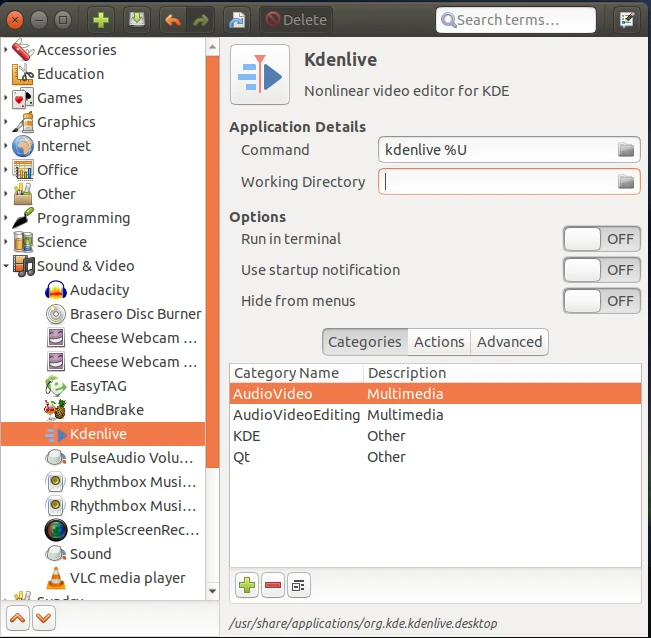 Delete
Search terms...
Accessories
Education
Games
Graphics
Internet
Office
Other
Programming
Science
Sound & Video
Audacity
Brasero Disc Burner
Cheese Webcam ...
Cheese Webcam ...
EasyTAG
HandBrake
Kdenlive
PulseAudio Volu...
Rhythmbox Musi...
Rhythmbox Musi...
SimpleScreenRec...
Sound
VLC media player
Kdenlive
Nonlinear video editor for KDE
Application Details
Command kdenlive %U
Working Directory
Options
Run in terminal OFF
Use startup notification OFF
Hide from menus OFF
Categories Actions Advanced
Category Name Description
AudioVideo Multimedia
AudioVideoEditing Multimedia
KDE Other
Qt Other
/usr/share/applications/org.kde.kdenlive.desktop